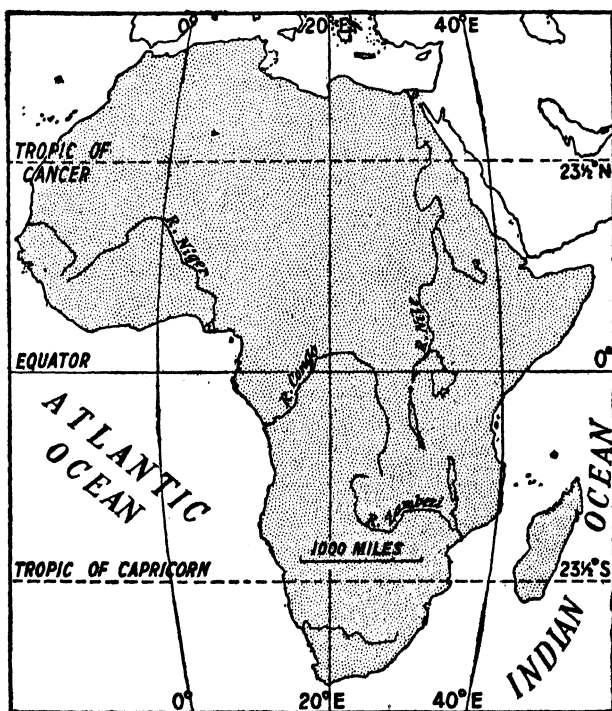 0° 20°E 40°E
TROPIC OF
CANCER
23½°N
R. Niger
R. Nile
R. Congo
EQUATOR
0°
ATLANTIC
OCEAN
R. Zambezi
1000 MILES
TROPIC OF CAPRICORN
23½°S
INDIAN
OCEAN
0° 20°E 40°E